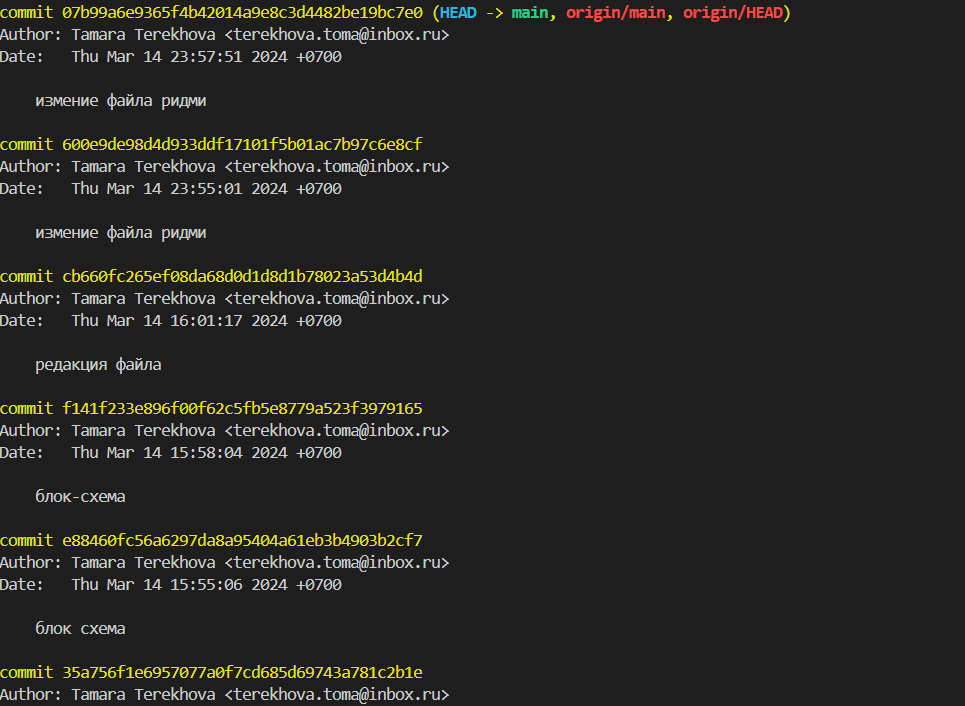 commit 07b99a6e9365f4b42014a9e8c3d4482be19bc7e0 (HEAD -> main, origin/main, origin/HEAD)
Author: Tamara Terekhova <terekhova.toma@inbox.ru>
Date:   Thu Mar 14 23:57:51 2024 +0700
измение файла ридми
commit 600e9de98d4d933ddf17101f5b01ac7b97c6e8cf
Author: Tamara Terekhova <terekhova.toma@inbox.ru>
Date:   Thu Mar 14 23:55:01 2024 +0700
измение файла ридми
commit cb660fc265ef08da68d0d1d8d1b78023a53d4b4d
Author: Tamara Terekhova <terekhova.toma@inbox.ru>
Date:   Thu Mar 14 16:01:17 2024 +0700
редакция файла
commit f141f233e896f00f62c5fb5e8779a523f3979165
Author: Tamara Terekhova <terekhova.toma@inbox.ru>
Date:   Thu Mar 14 15:58:04 2024 +0700
блок-схема
commit e88460fc56a6297da8a95404a61eb3b4903b2cf7
Author: Tamara Terekhova <terekhova.toma@inbox.ru>
Date:   Thu Mar 14 15:55:06 2024 +0700
блок схема
commit 35a756f1e6957077a0f7cd685d69743a781c2b1e
Author: Tamara Terekhova <terekhova.toma@inbox.ru>